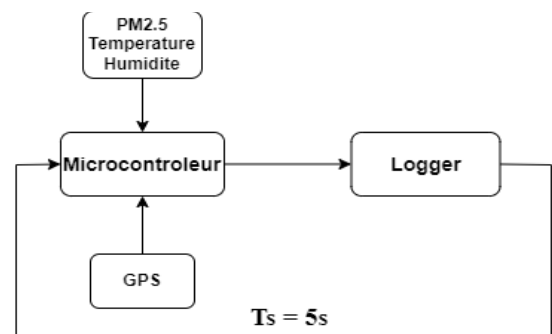 PM2.5
Temperature
Humidite
Microcontroleur
Logger
GPS
Ts = 5s